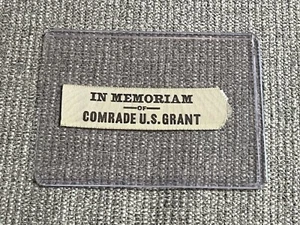 IN MEMORIAM
OF
COMRADE U.S. GRANT